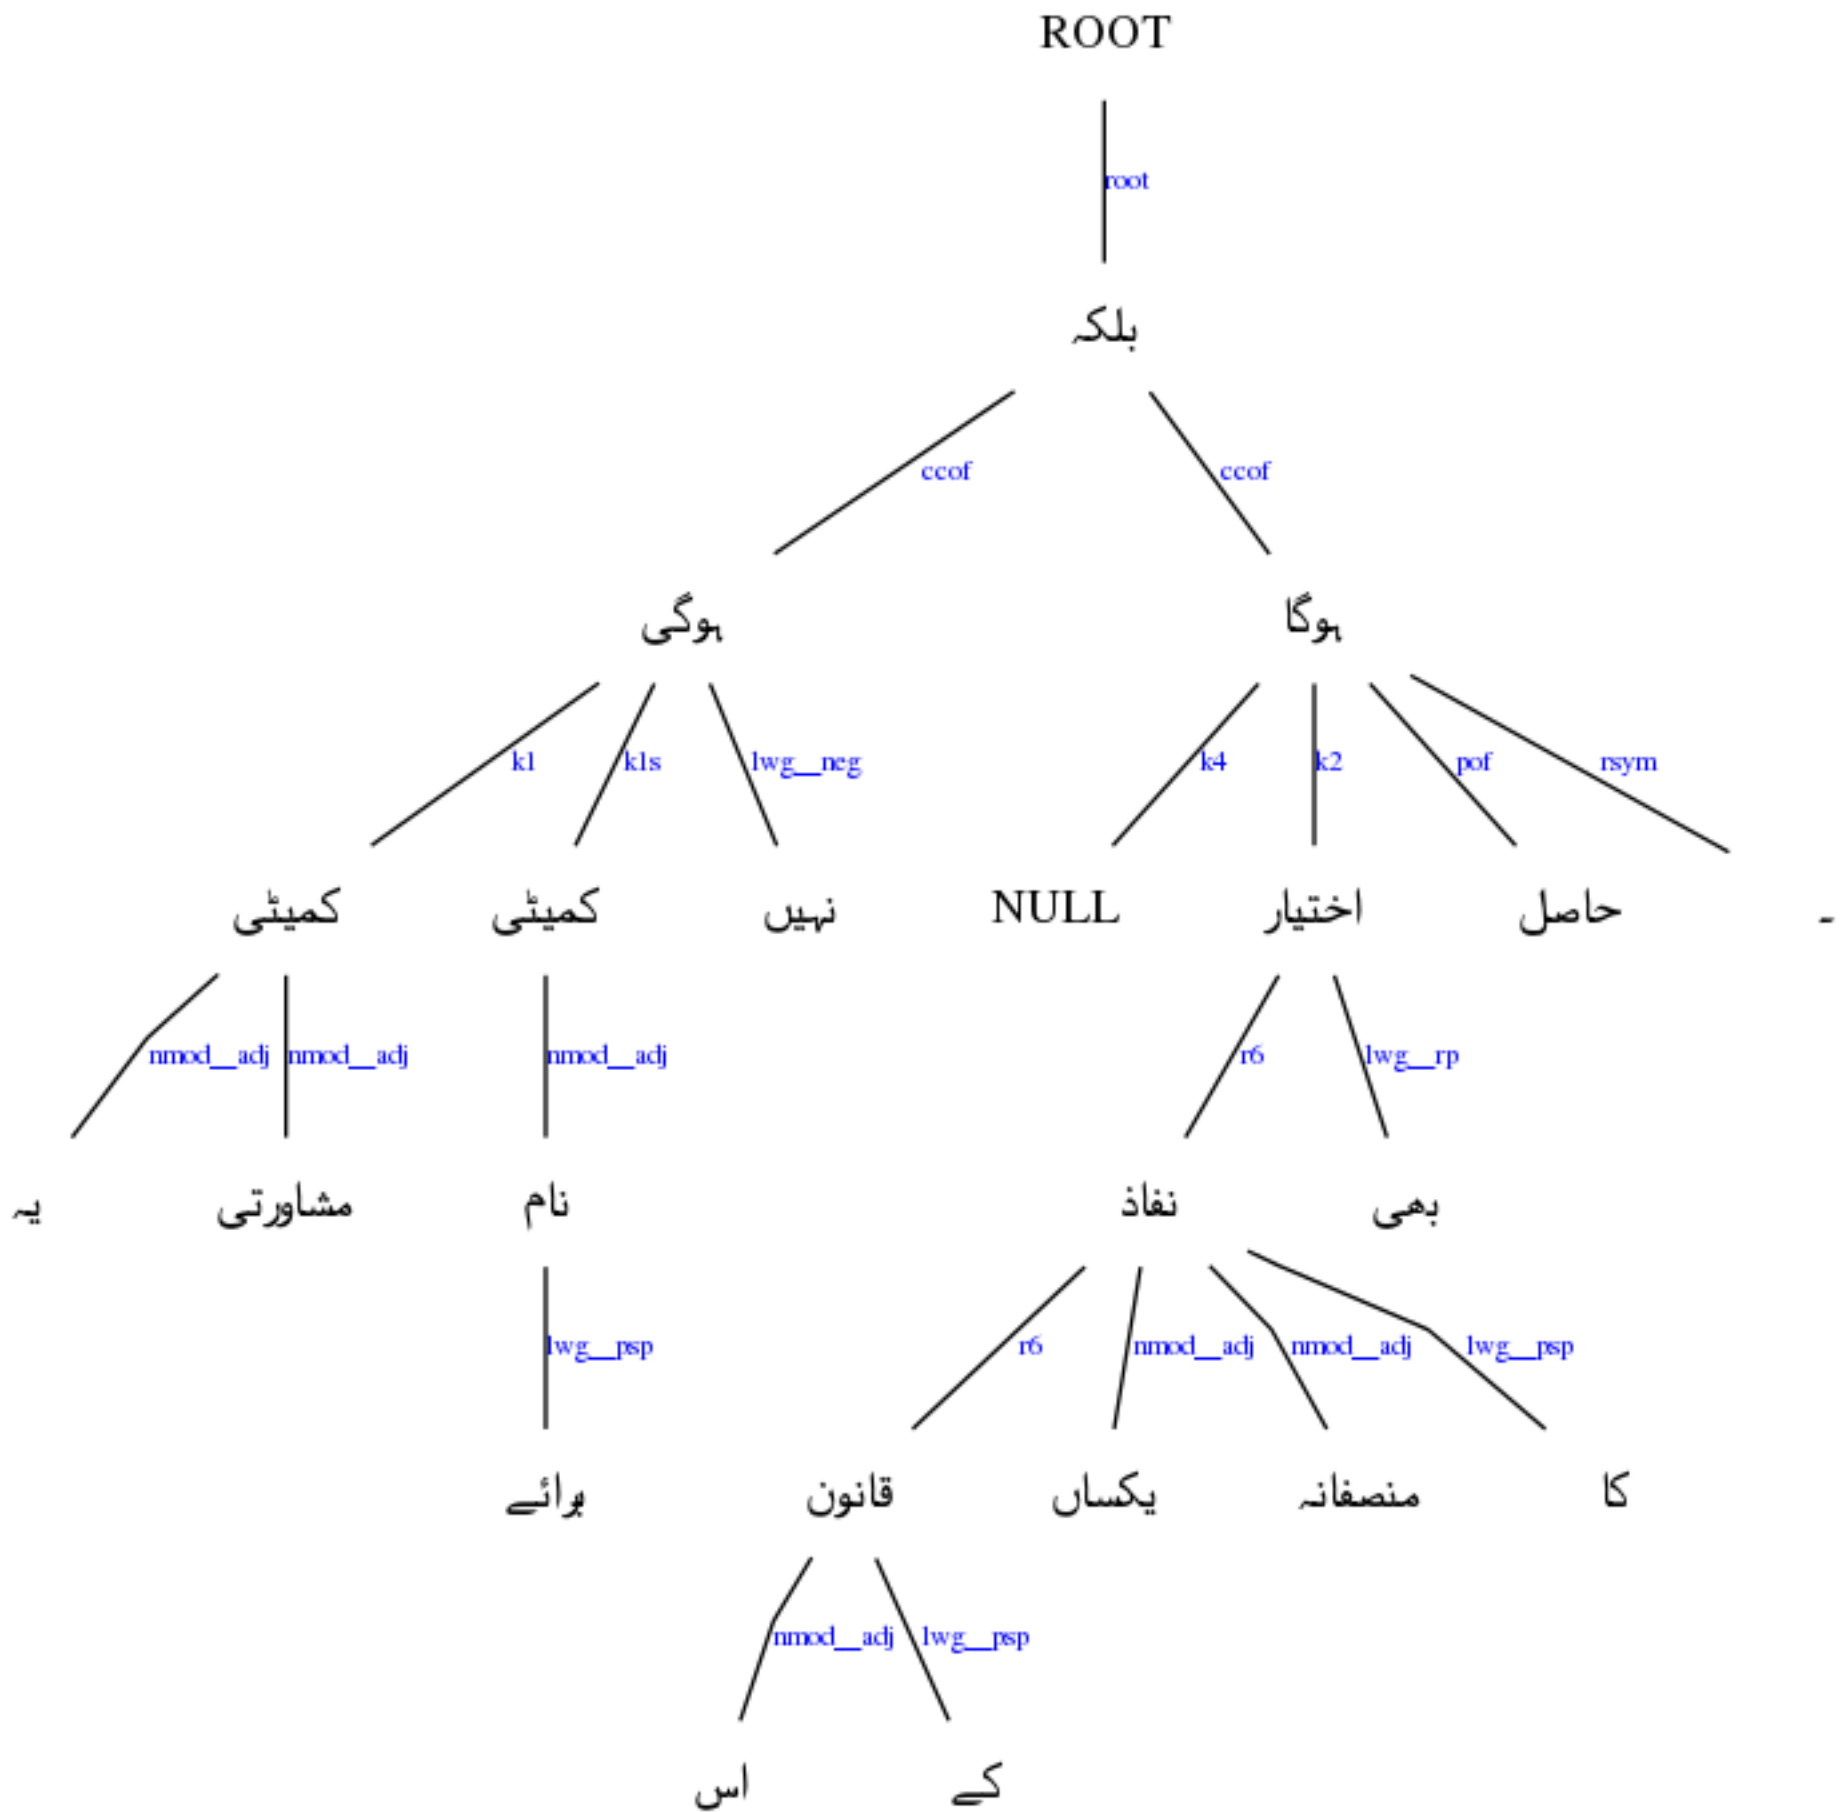 ROOT
root
بلکہ
ccof ccof
ہوگی ہوگا
k1 k1s lwg__neg k4 k2 pof rsym
کمیٹی کمیٹی نہیں NULL اختیار حاصل ۔
nmod__adj nmod__adj nmod__adj r6 lwg__rp
یہ مشاورتی نام نفاذ بھی
lwg__psp r6 nmod__adj nmod__adj lwg__psp
برائے قانون یکساں منصفانہ کا
nmod__adj lwg__psp
اس کے